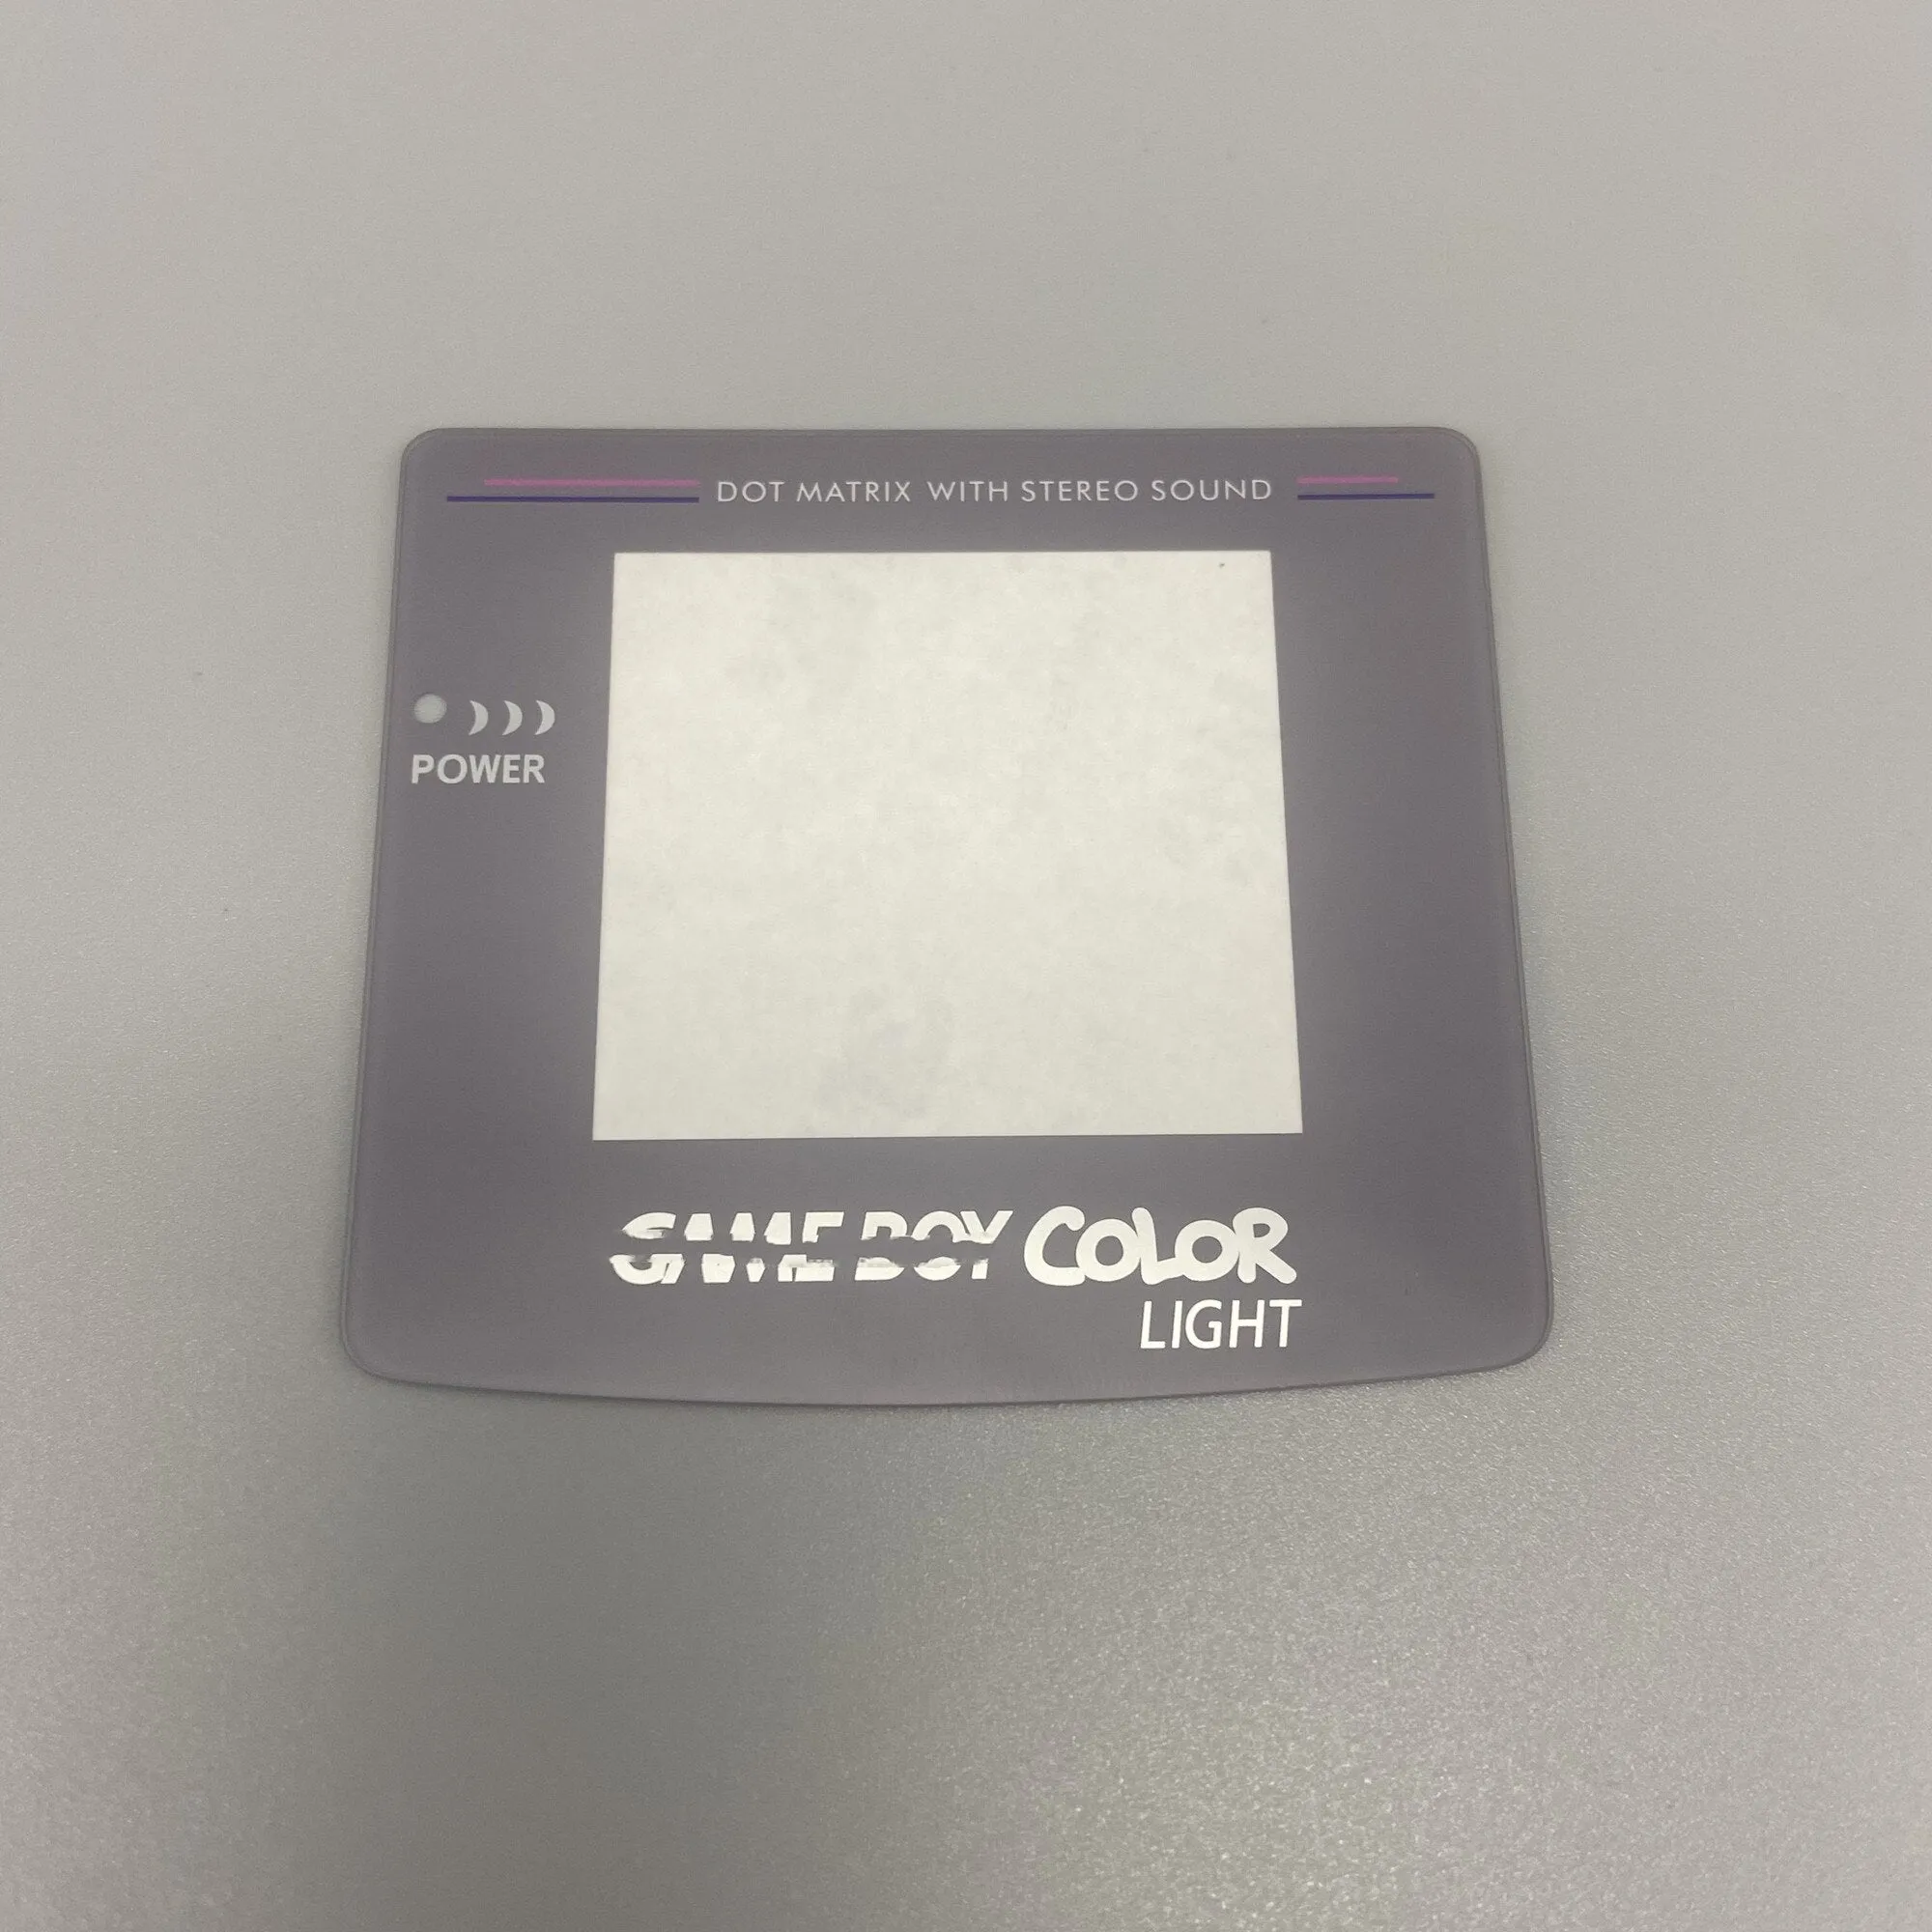 DOT MATRIX WITH STEREO SOUND
POWER
GAME BOY COLOR
LIGHT